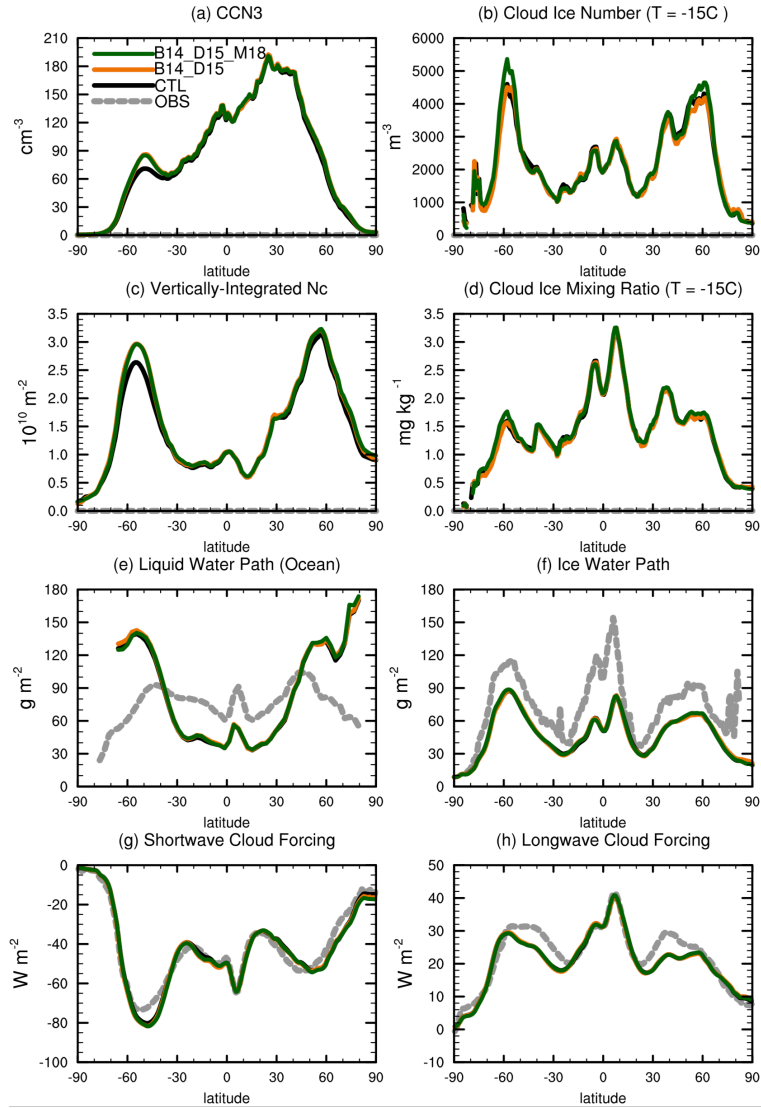 (a) CCN3
210
180
150
120
90
60
30
0
cm-3
B14_D15_M18
B14_D15
CTL
OBS
-90 -60 -30 0 30 60 90
latitude
(b) Cloud Ice Number (T = -15C )
6000
5000
4000
3000
2000
1000
0
m-3
-90 -60 -30 0 30 60 90
latitude
(c) Vertically-Integrated Nc
3.5
3.0
2.5
2.0
1.5
1.0
0.5
0.0
1010 m-2
-90 -60 -30 0 30 60 90
latitude
(d) Cloud Ice Mixing Ratio (T = -15C)
3.5
3.0
2.5
2.0
1.5
1.0
0.5
0.0
mg kg -1
-90 -60 -30 0 30 60 90
latitude
(e) Liquid Water Path (Ocean)
180
150
120
90
60
30
0
g m-2
-90 -60 -30 0 30 60 90
latitude
(f) Ice Water Path
180
150
120
90
60
30
0
g m-2
-90 -60 -30 0 30 60 90
latitude
(g) Shortwave Cloud Forcing
0
-20
-40
-60
-80
-100
W m-2
-90 -60 -30 0 30 60 90
latitude
(h) Longwave Cloud Forcing
50
40
30
20
10
0
-10
W m-2
-90 -60 -30 0 30 60 90
latitude